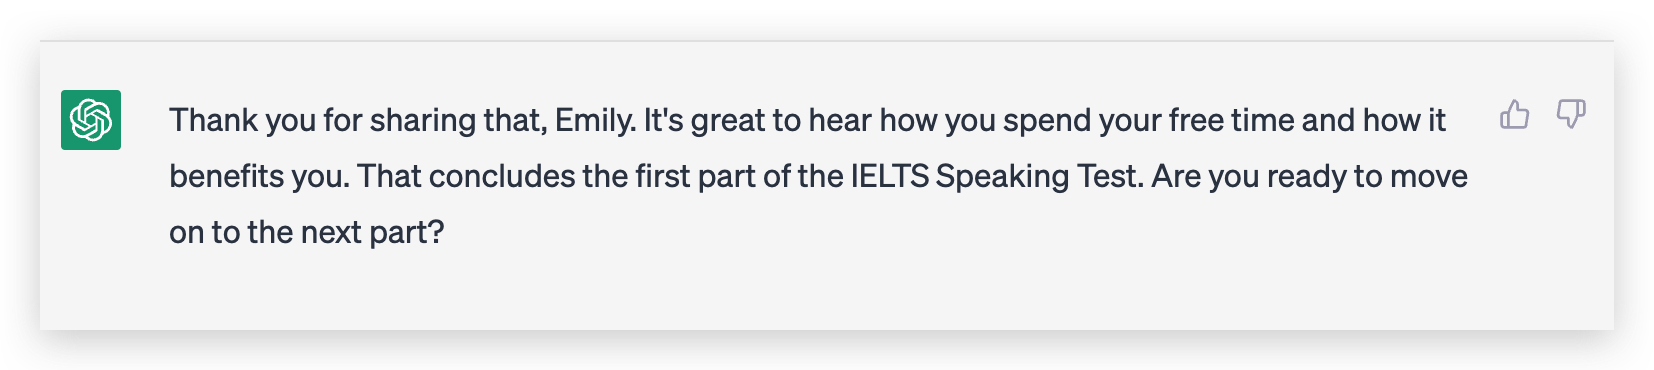 Thank you for sharing that, Emily. It's great to hear how you spend your free time and how it
benefits you. That concludes the first part of the IELTS Speaking Test. Are you ready to move
on to the next part?